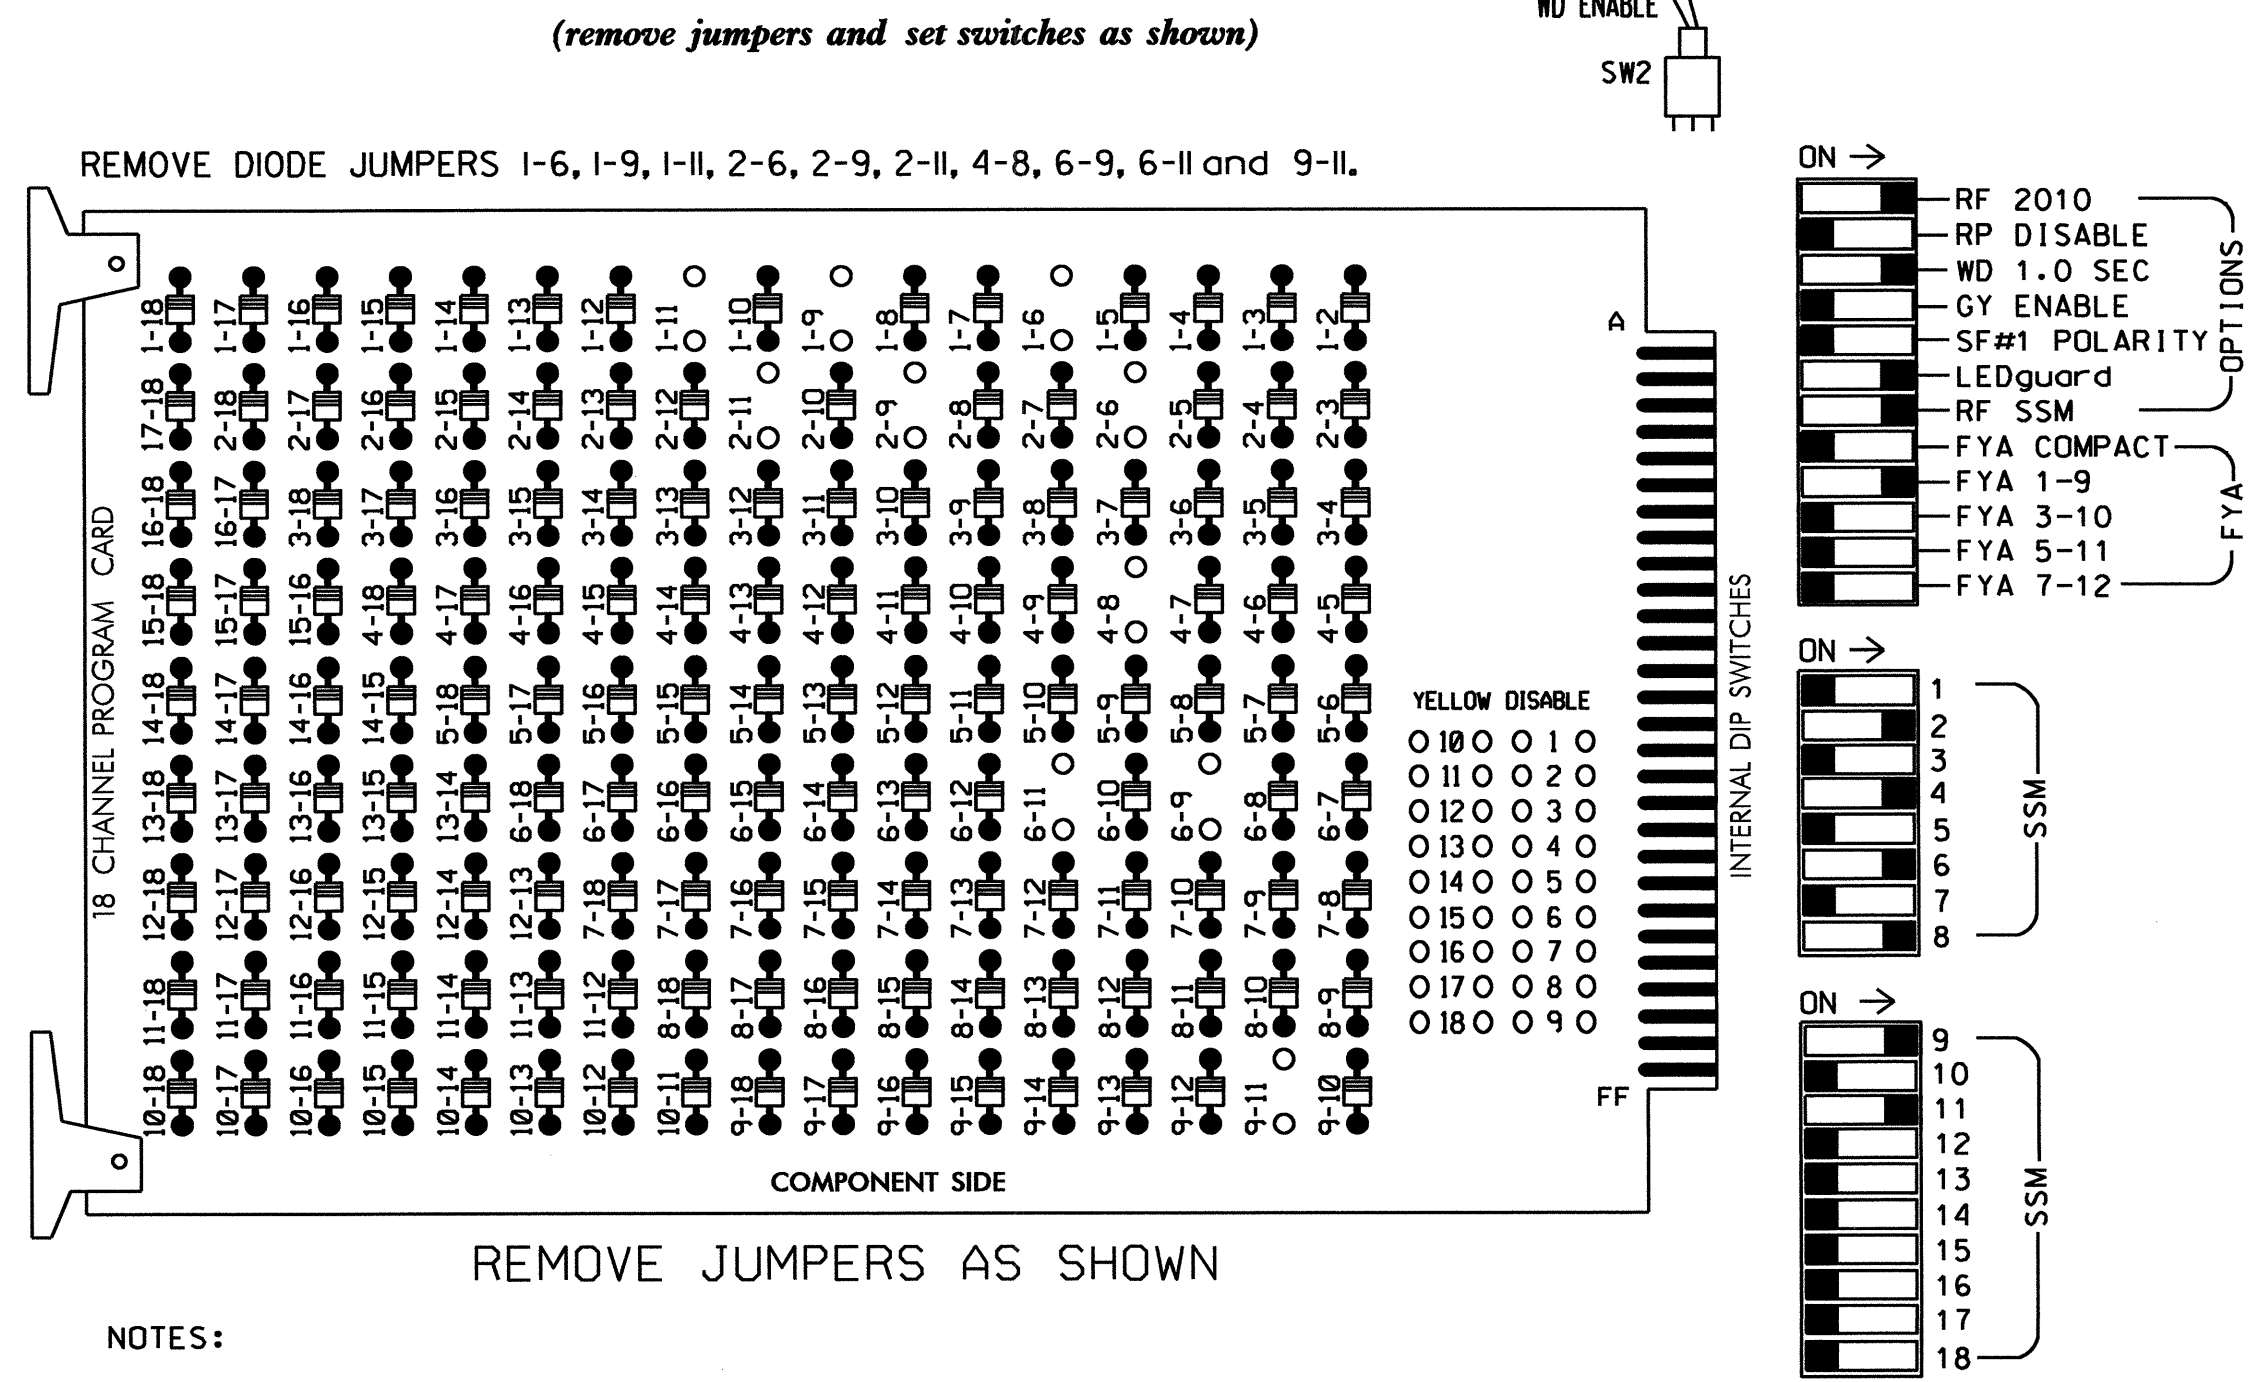 (remove jumpers and set switches as shown)
WD ENABLE
SW2
REMOVE DIODE JUMPERS 1-6, 1-9, 1-11, 2-6, 2-9, 2-11, 4-8, 6-9, 6-11 and 9-11.
18 CHANNEL PROGRAM CARD
1-18 1-17 1-16 1-15 1-14 1-13 1-12 1-11 1-10 1-9 1-8 1-7 1-6 1-5 1-4 1-3 1-2
17-18 2-18 2-17 2-16 2-15 2-14 2-13 2-12 2-11 2-10 2-9 2-8 2-7 2-6 2-5 2-4 2-3
16-18 16-17 3-18 3-17 3-16 3-15 3-14 3-13 3-12 3-11 3-10 3-9 3-8 3-7 3-6 3-5 3-4
15-18 15-17 15-16 4-18 4-17 4-16 4-15 4-14 4-13 4-12 4-11 4-10 4-9 4-8 4-7 4-6 4-5
14-18 14-17 14-16 14-15 5-18 5-17 5-16 5-15 5-14 5-13 5-12 5-11 5-10 5-9 5-8 5-7 5-6
13-18 13-17 13-16 13-15 13-14 6-18 6-17 6-16 6-15 6-14 6-13 6-12 6-11 6-10 6-9 6-8 6-7
12-18 12-17 12-16 12-15 12-14 12-13 7-18 7-17 7-16 7-15 7-14 7-13 7-12 7-11 7-10 7-9 7-8
11-18 11-17 11-16 11-15 11-14 11-13 11-12 8-18 8-17 8-16 8-15 8-14 8-13 8-12 8-11 8-10 8-9
10-18 10-17 10-16 10-15 10-14 10-13 10-12 10-11 9-18 9-17 9-16 9-15 9-14 9-13 9-12 9-11 9-10
YELLOW DISABLE
10 1
11 2
12 3
13 4
14 5
15 6
16 7
17 8
18 9
A
FF
COMPONENT SIDE
INTERNAL DIP SWITCHES
ON →
RF 2010
RP DISABLE
WD 1.0 SEC
GY ENABLE
SF#1 POLARITY
LEDguard
RF SSM
OPTIONS
FYA COMPACT
FYA 1-9
FYA 3-10
FYA 5-11
FYA 7-12
FYA
ON →
1
2
3
4
5
6
7
8
SSM
ON →
9
10
11
12
13
14
15
16
17
18
SSM
REMOVE JUMPERS AS SHOWN
NOTES: